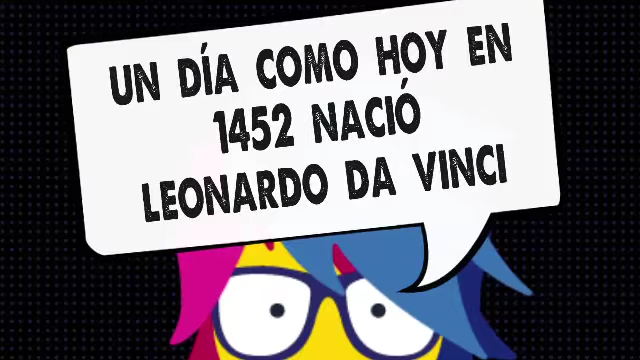 UN DÍA COMO HOY EN
1452 NACIÓ
LEONARDO DA VINCI